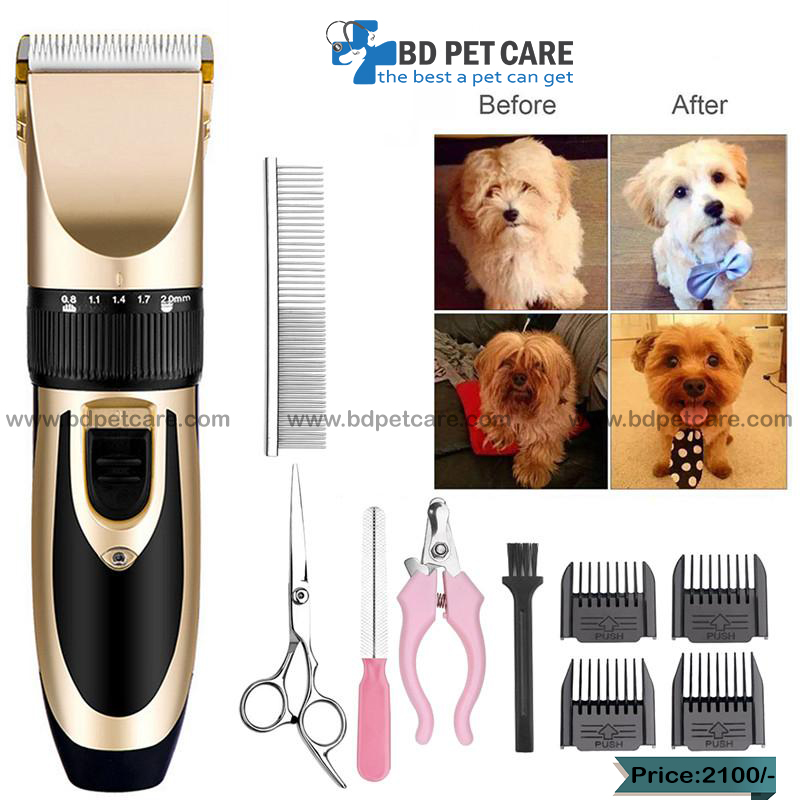 BD PET CARE
the best a pet can get
Before After
0.8 1.1 1.4 1.7 2.0mm
www.bdpetcare.com www.bdpetcare.com www.bdpetcare.com
PUSH PUSH
PUSH PUSH
Price:2100/-